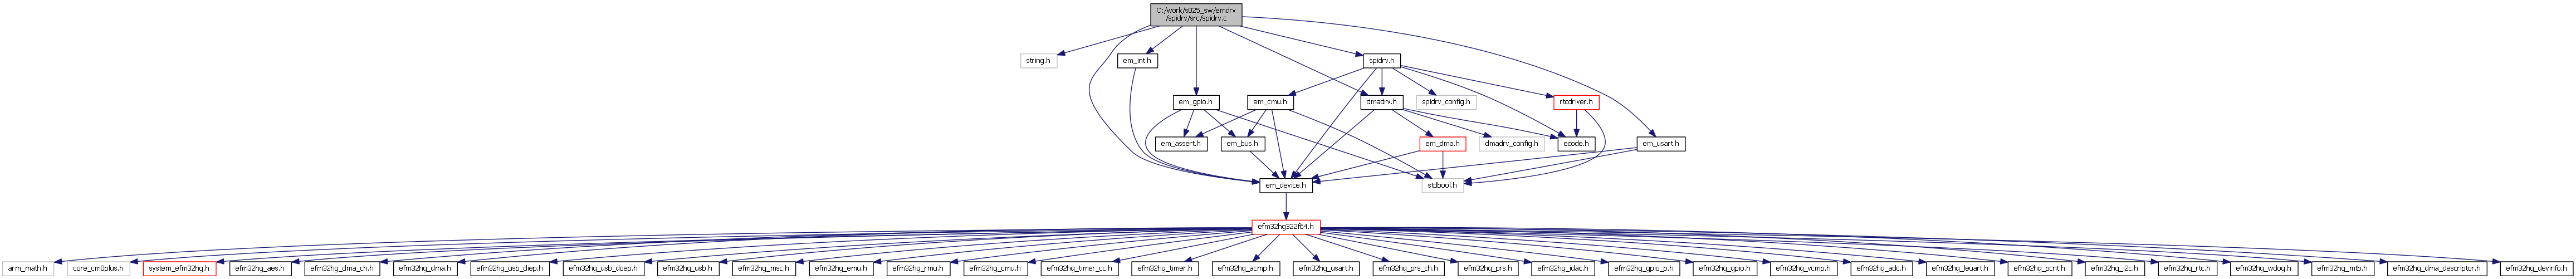 C:/work/s025_sw/emdrv
/spidrv/src/spidrv.c
string.h
em_int.h
spidrv.h
em_gpio.h
em_cmu.h
dmadrv.h
spidrv_config.h
rtcdriver.h
em_assert.h
em_bus.h
em_dma.h
dmadrv_config.h
ecode.h
em_usart.h
em_device.h
stdbool.h
efm32hg322f64.h
arm_math.h
core_cm0plus.h
system_efm32hg.h
efm32hg_aes.h
efm32hg_dma_ch.h
efm32hg_dma.h
efm32hg_usb_diep.h
efm32hg_usb_doep.h
efm32hg_usb.h
efm32hg_msc.h
efm32hg_emu.h
efm32hg_rmu.h
efm32hg_cmu.h
efm32hg_timer_cc.h
efm32hg_timer.h
efm32hg_acmp.h
efm32hg_usart.h
efm32hg_prs_ch.h
efm32hg_prs.h
efm32hg_idac.h
efm32hg_gpio_p.h
efm32hg_gpio.h
efm32hg_vcmp.h
efm32hg_adc.h
efm32hg_leuart.h
efm32hg_pcnt.h
efm32hg_i2c.h
efm32hg_rtc.h
efm32hg_wdog.h
efm32hg_mtb.h
efm32hg_dma_descriptor.h
efm32hg_devinfo.h